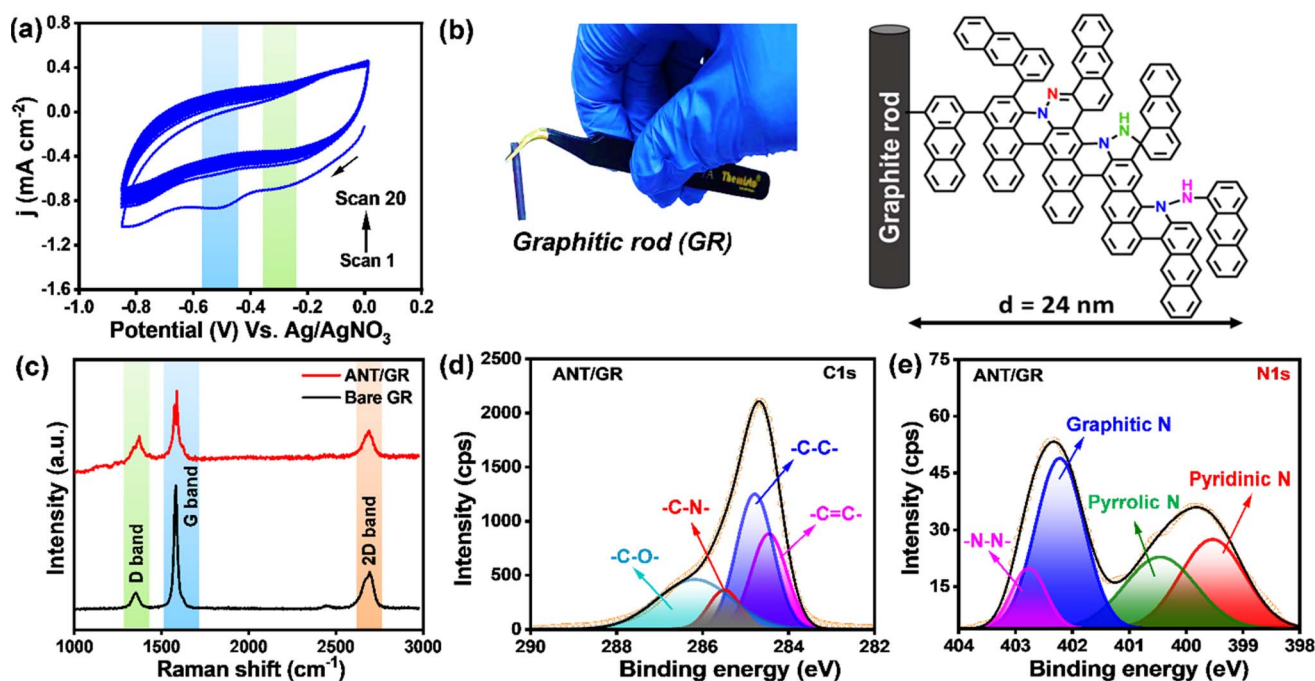 (a)
0.8
0.4
0.0
-0.4
-0.8
-1.2
-1.6
j (mA cm-2)
Scan 20
Scan 1
-1.0 -0.8 -0.6 -0.4 -0.2 0.0 0.2
Potential (V) Vs. Ag/AgNO3
(b)
Themisto®
Graphitic rod (GR)
Graphite rod
N
N
H
N
N
H
N
N
d = 24 nm
(c)
ANT/GR
Bare GR
Intensity (a.u.)
D band
G band
2D band
1000 1500 2000 2500 3000
Raman shift (cm-1)
(d)
ANT/GR
C1s
2500
2000
1500
1000
500
0
Intensity (cps)
-C-C-
-C-N-
-C=C-
-C-O-
290 288 286 284 282
Binding energy (eV)
(e)
ANT/GR
N1s
75
60
45
30
15
Intensity (cps)
Graphitic N
Pyridinic N
Pyrrolic N
-N-N-
404 403 402 401 400 399 398
Binding energy (eV)